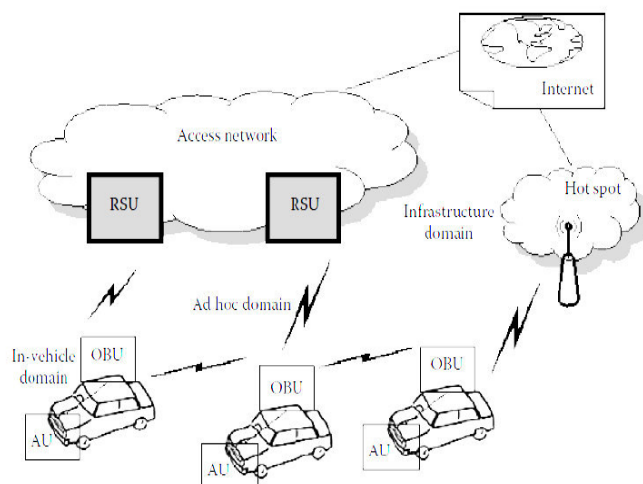 Internet
Access network
Hot spot
RSU
RSU
Infrastructure
domain
Ad hoc domain
In-vehicle
domain
OBU
OBU
OBU
AU
AU
AU